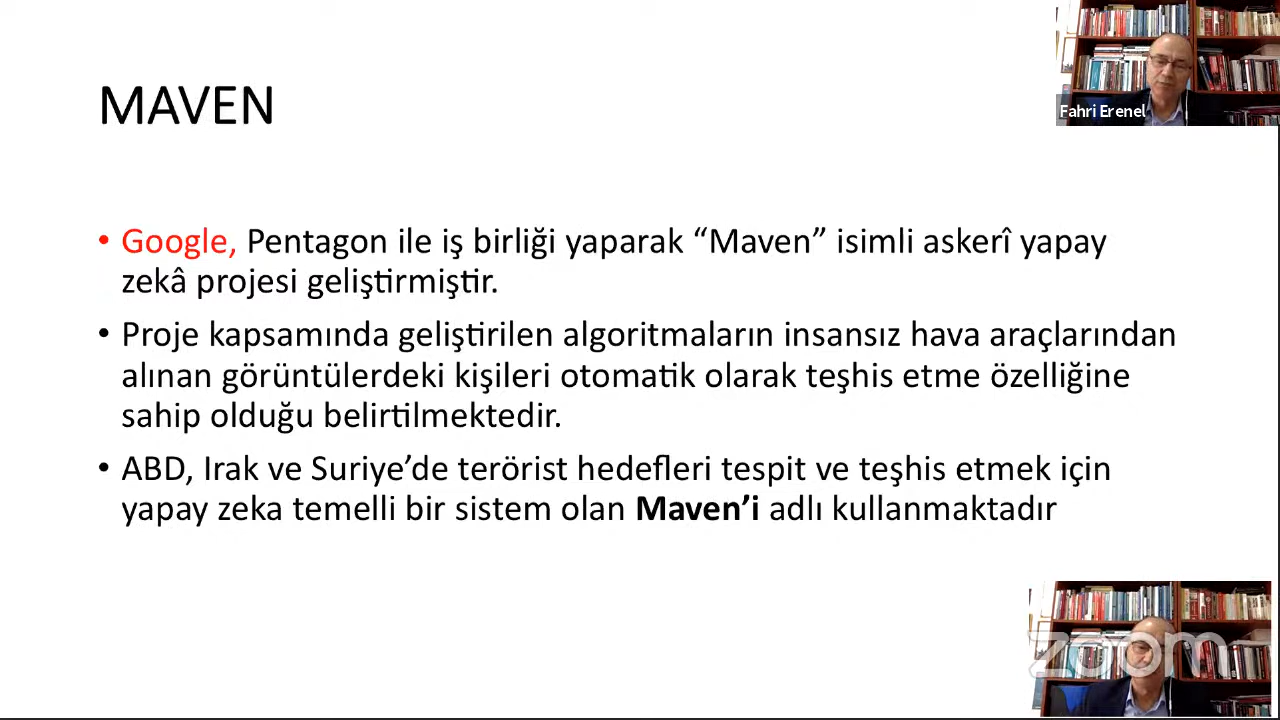 MAVEN
Fahri Erenel
• Google, Pentagon ile iş birliği yaparak “Maven” isimli askerî yapay
zekâ projesi geliştirmiştir.
• Proje kapsamında geliştirilen algoritmaların insansız hava araçlarından
alınan görüntülerdeki kişileri otomatik olarak teşhis etme özelliğine
sahip olduğu belirtilmektedir.
• ABD, Irak ve Suriye’de terörist hedefleri tespit ve teşhis etmek için
yapay zeka temelli bir sistem olan Maven’i adlı kullanmaktadır
zoom